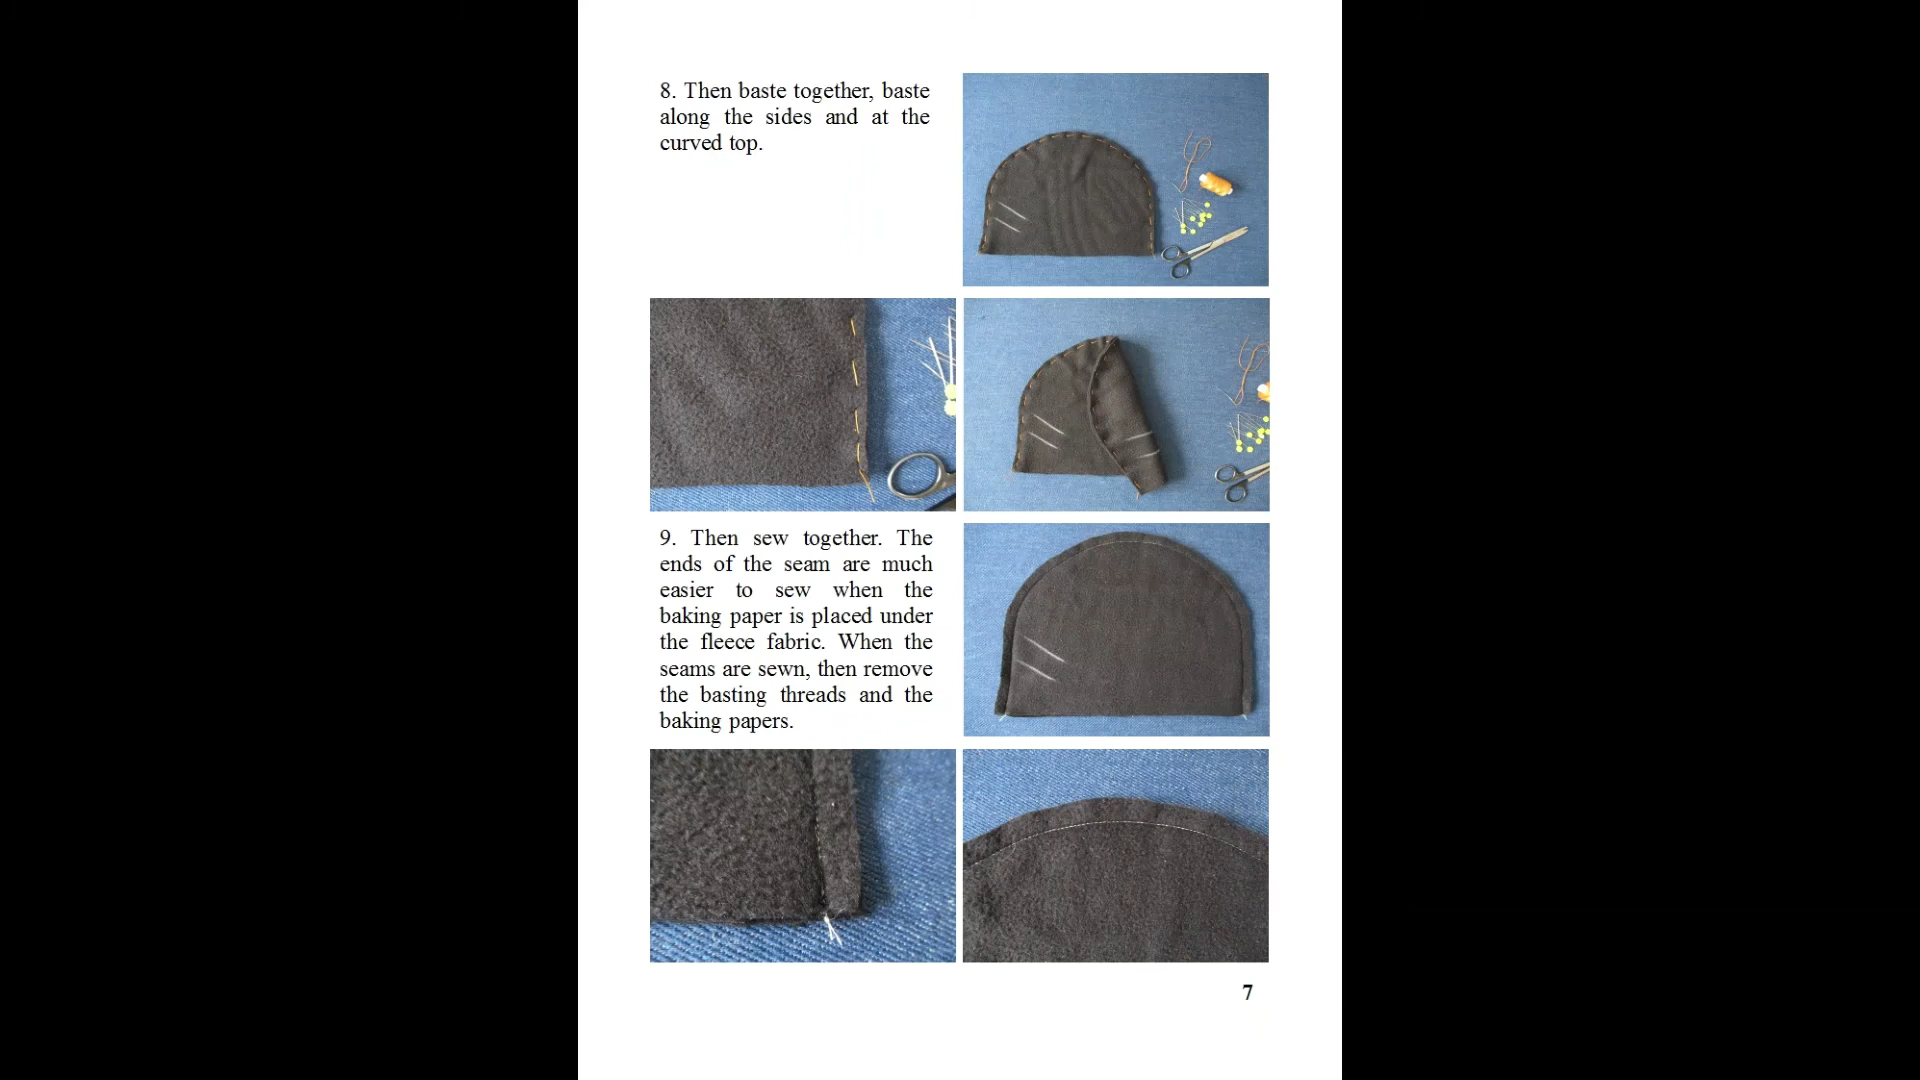 8. Then baste together, baste
along the sides and at the
curved top.
9. Then sew together. The
ends of the seam are much
easier to sew when the
baking paper is placed under
the fleece fabric. When the
seams are sewn, then remove
the basting threads and the
baking papers.
7